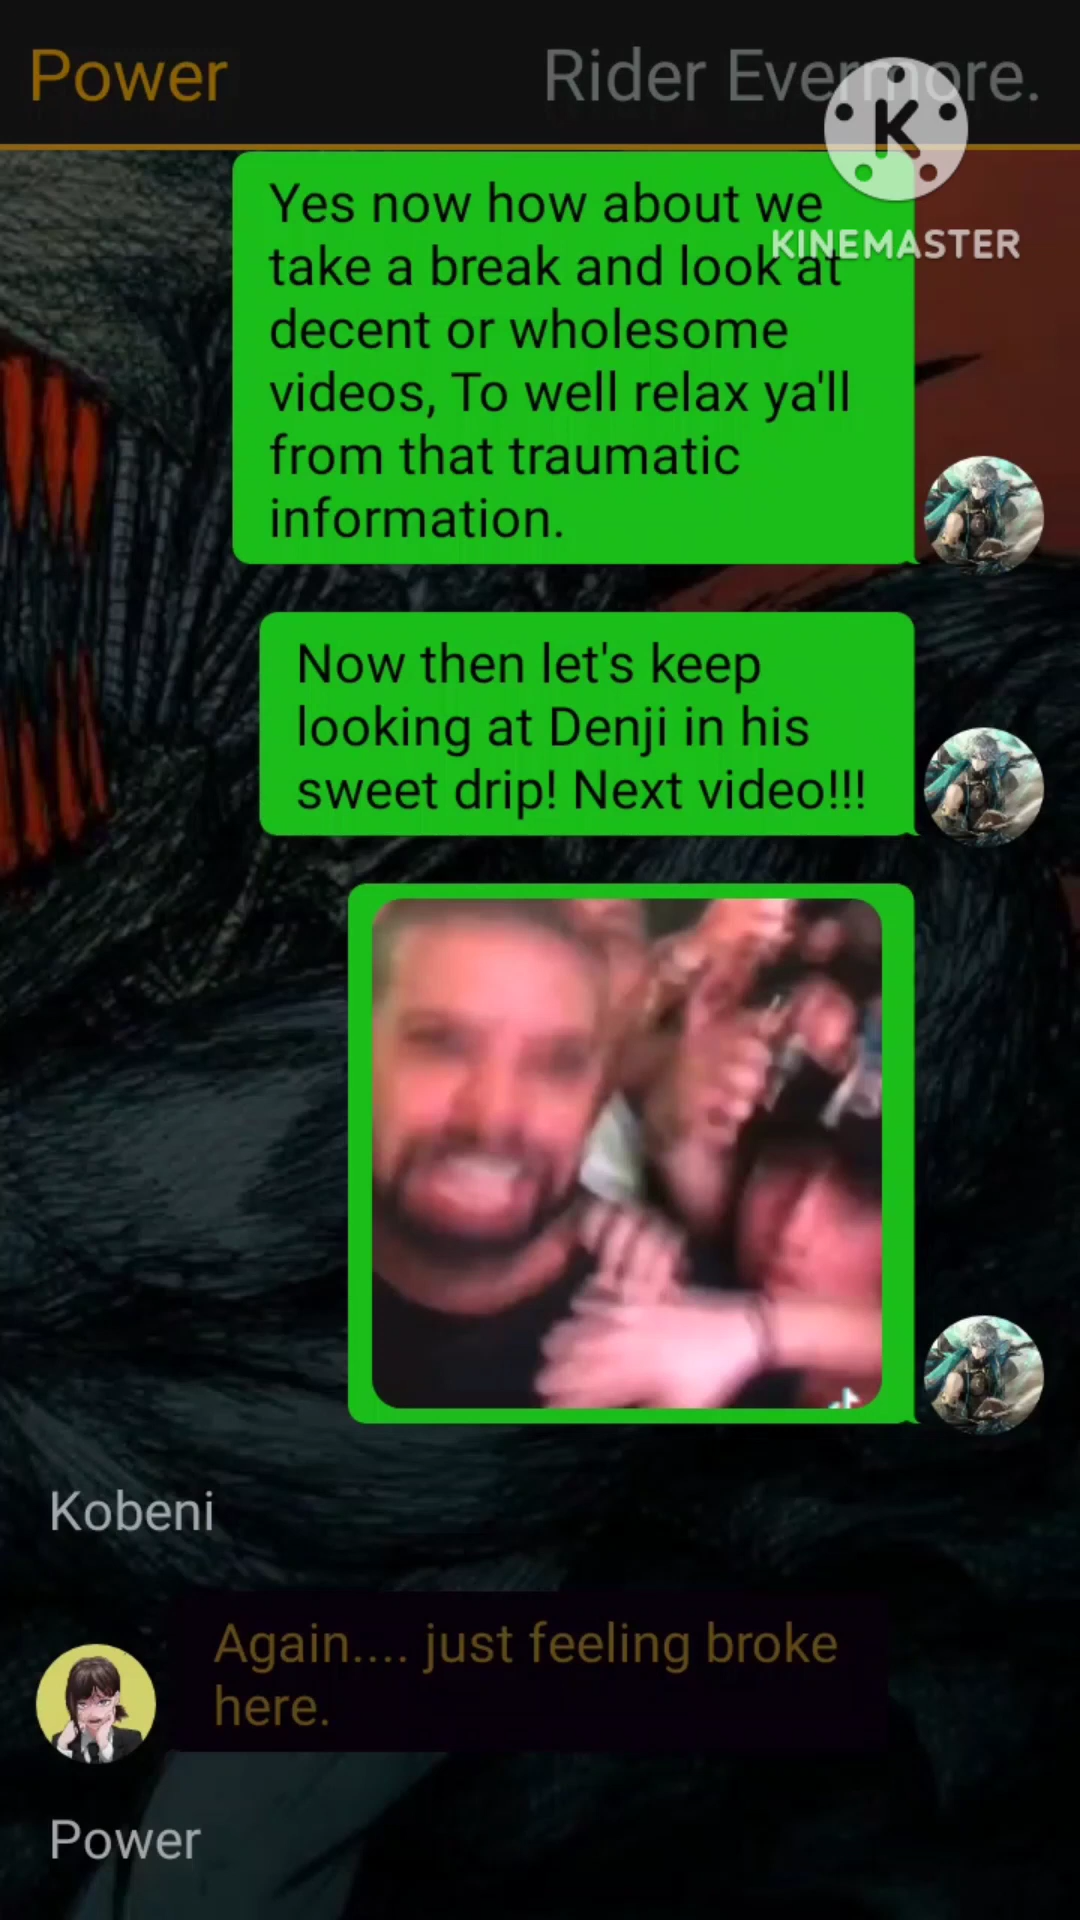 Power
Rider Evermore.
KINEMASTER
Yes now how about we
take a break and look at
decent or wholesome
videos, To well relax ya'll
from that traumatic
information.
Now then let's keep
looking at Denji in his
sweet drip! Next video!!!
Kobeni
Again.... just feeling broke
here.
Power